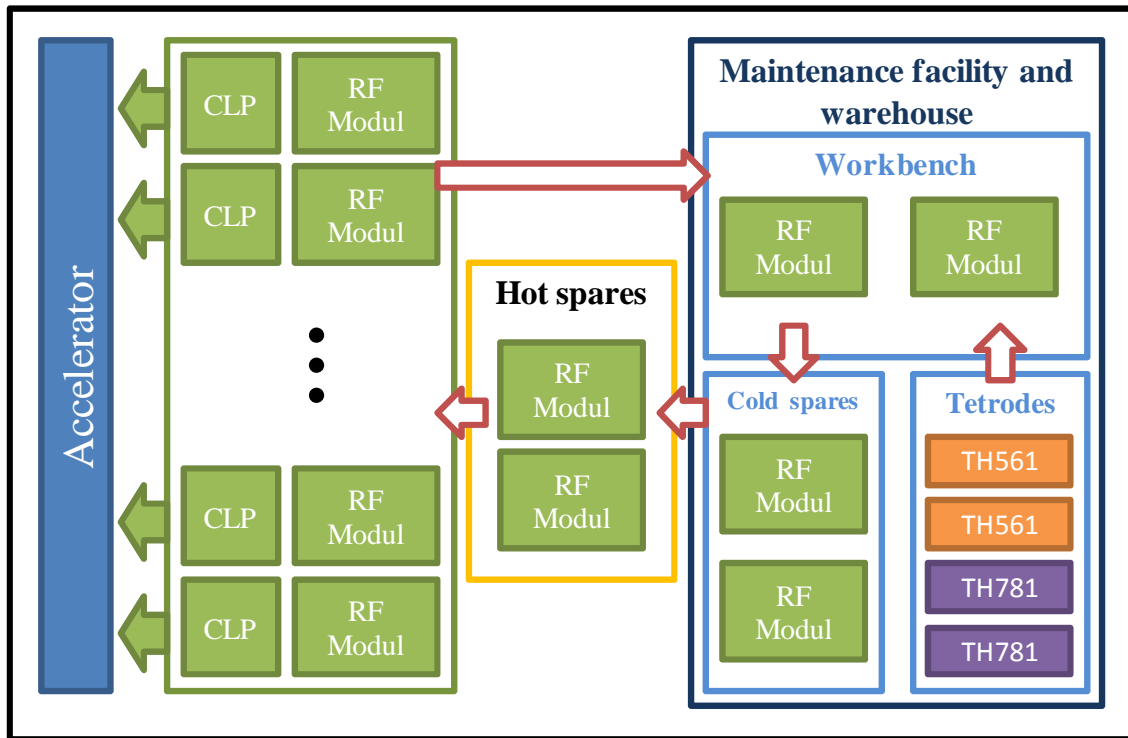 Accelerator
CLP
RF
Modul
CLP
RF
Modul
CLP
RF
Modul
CLP
RF
Modul
Hot spares
RF
Modul
RF
Modul
Maintenance facility and
warehouse
Workbench
RF
Modul
RF
Modul
Cold spares
RF
Modul
RF
Modul
Tetrodes
TH561
TH561
TH781
TH781